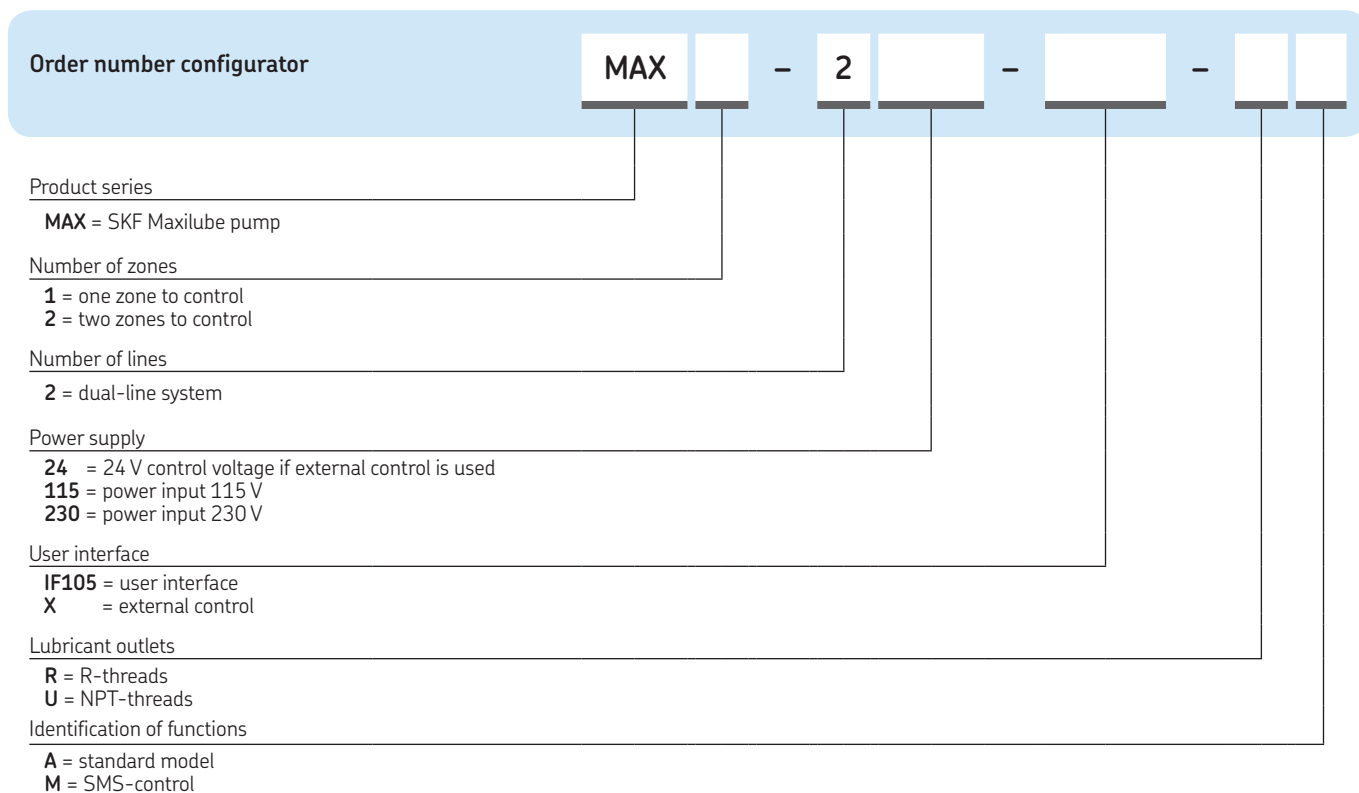 Order number configurator MAX – 2 – –
Product series
MAX = SKF Maxilube pump
Number of zones
1 = one zone to control
2 = two zones to control
Number of lines
2 = dual-line system
Power supply
24 = 24 V control voltage if external control is used
115 = power input 115 V
230 = power input 230 V
User interface
IF105 = user interface
X = external control
Lubricant outlets
R = R-threads
U = NPT-threads
Identification of functions
A = standard model
M = SMS-control